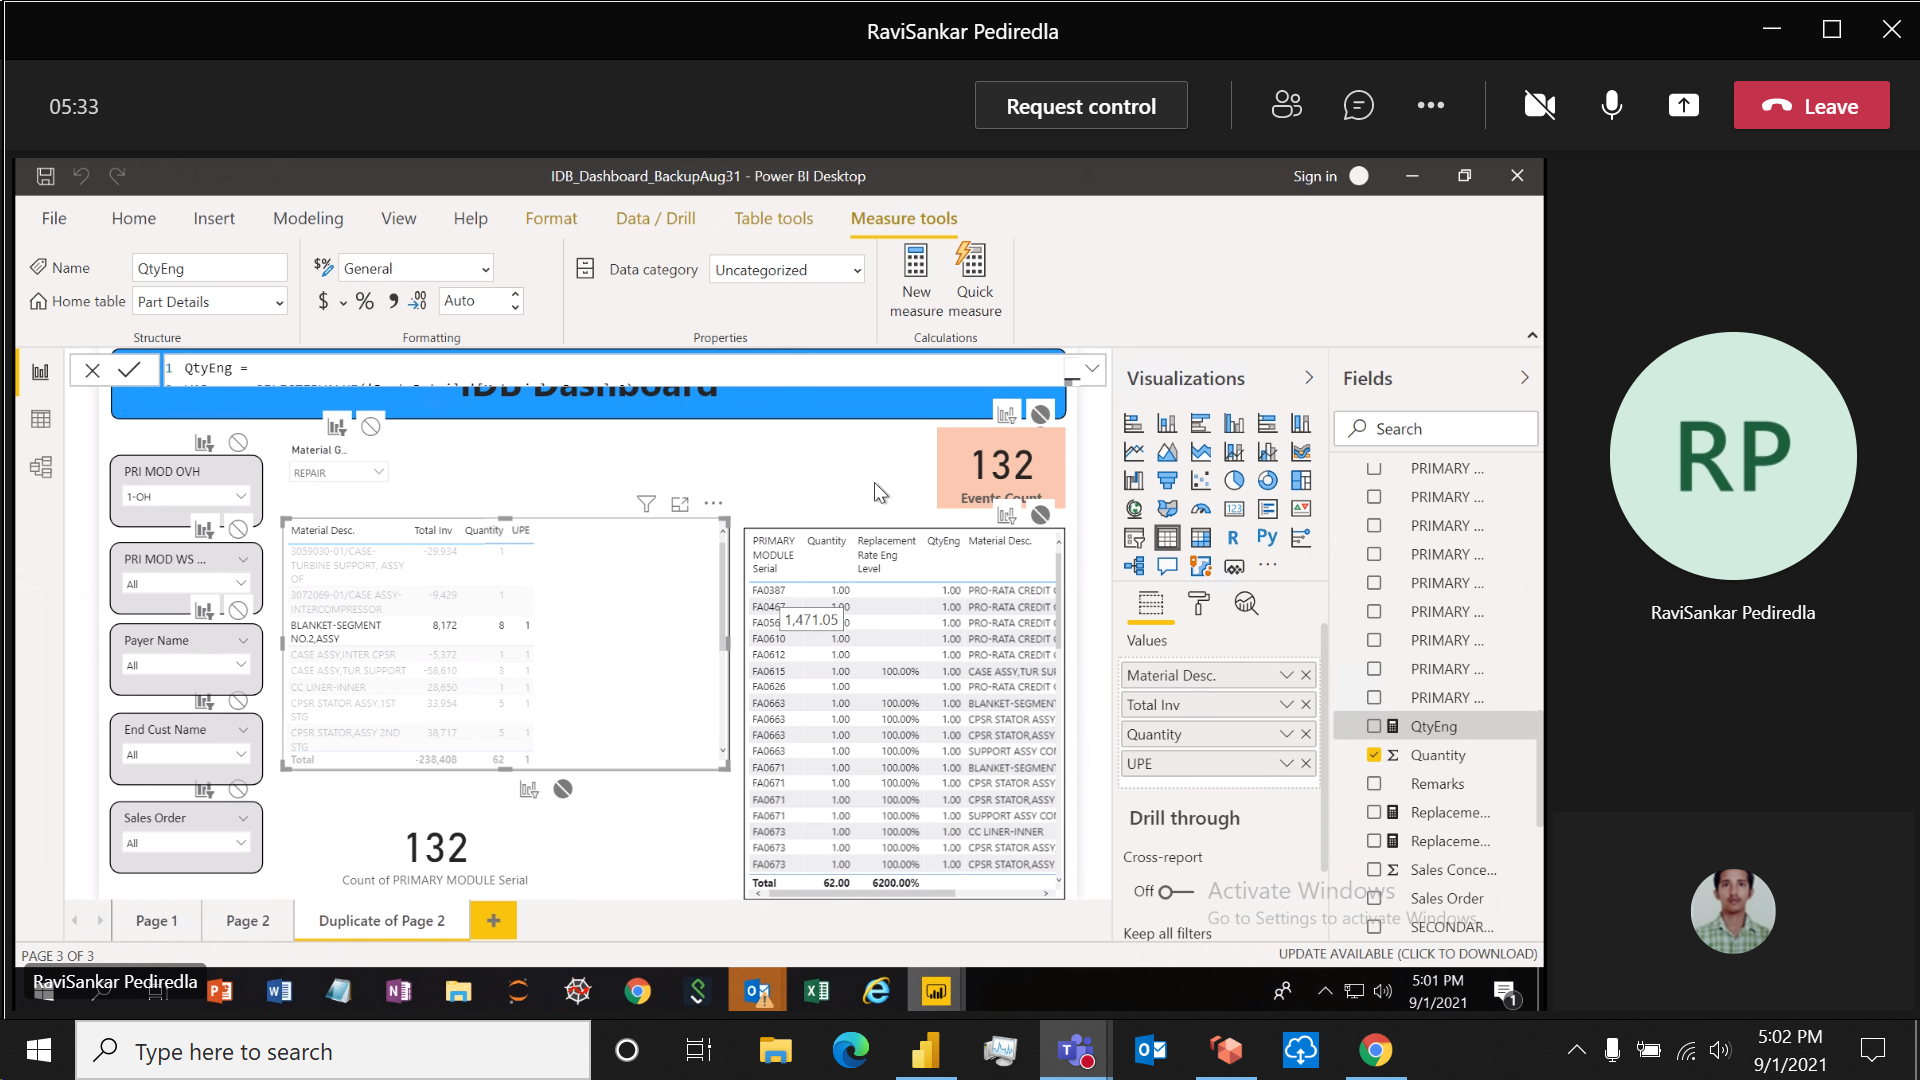 RaviSankar Pediredla
05:33
Request control
Leave
IDB_Dashboard_BackupAug31 - Power BI Desktop
Sign in
File Home Insert Modeling View Help Format Data / Drill Table tools Measure tools
Name QtyEng
Home table Part Details
Structure
General
$ % 9 .00 Auto
Formatting
Data category Uncategorized
Properties
New measure
Quick measure
Calculations
1 QtyEng =
IDB Dashboard
PRI MOD OVH
1-OH
PRI MOD WS ...
All
Payer Name
All
End Cust Name
All
Sales Order
All
Material G...
REPAIR
132
Events Count
Material Desc. Total Inv Quantity UPE
3059030-01/CASE-TURBINE SUPPORT, ASSY OF -29,934 1
3072069-01/CASE ASSY-INTERCOMPRESSOR -9,429 1
BLANKET-SEGMENT NO.2,ASSY 8,172 8 1
CASE ASSY,INTER CPSR -5,372 1 1
CASE ASSY,TUR SUPPORT -58,610 3 1
CC LINER-INNER 28,650 1 1
CPSR STATOR ASSY,1ST STG 33,954 5 1
CPSR STATOR,ASSY 2ND STG 38,717 5 1
Total -238,408 62 1
132
Count of PRIMARY MODULE Serial
PRIMARY MODULE Serial Quantity Replacement Rate Eng Level QtyEng Material Desc.
FA0387 1.00 1.00 PRO-RATA CREDIT
FA0467 1.00 1.00 PRO-RATA CREDIT
FA056 1.00 PRO-RATA CREDIT
1,471.05
FA0610 1.00 1.00 PRO-RATA CREDIT
FA0612 1.00 1.00 PRO-RATA CREDIT
FA0615 1.00 100.00% 1.00 CASE ASSY,TUR SUP
FA0626 1.00 1.00 PRO-RATA CREDIT
FA0663 1.00 100.00% 1.00 BLANKET-SEGMENT
FA0663 1.00 100.00% 1.00 CPSR STATOR ASSY
FA0663 1.00 100.00% 1.00 CPSR STATOR,ASSY
FA0663 1.00 100.00% 1.00 SUPPORT ASSY CO
FA0671 1.00 100.00% 1.00 BLANKET-SEGMENT
FA0671 1.00 100.00% 1.00 CPSR STATOR ASSY
FA0671 1.00 100.00% 1.00 CPSR STATOR,ASSY
FA0671 1.00 100.00% 1.00 SUPPORT ASSY CO
FA0673 1.00 100.00% 1.00 CC LINER-INNER
FA0673 1.00 100.00% 1.00 CPSR STATOR ASSY
FA0673 1.00 100.00% 1.00 CPSR STATOR,ASSY
Total 62.00 6200.00%
Visualizations
123
R Py
Values
Material Desc.
Total Inv
Quantity
UPE
Drill through
Cross-report
Off
Keep all filters
Fields
Search
PRIMARY ...
PRIMARY ...
PRIMARY ...
PRIMARY ...
PRIMARY ...
PRIMARY ...
PRIMARY ...
PRIMARY ...
PRIMARY ...
QtyEng
Quantity
Remarks
Replaceme...
Replaceme...
Sales Conce...
Sales Order
SECONDAR...
Activate Windows
Go to Settings to activate Windows.
Page 1 Page 2 Duplicate of Page 2 +
PAGE 3 OF 3
UPDATE AVAILABLE (CLICK TO DOWNLOAD)
RaviSankar Pediredla
5:01 PM
9/1/2021
1
RP
RaviSankar Pediredla
Type here to search
5:02 PM
9/1/2021